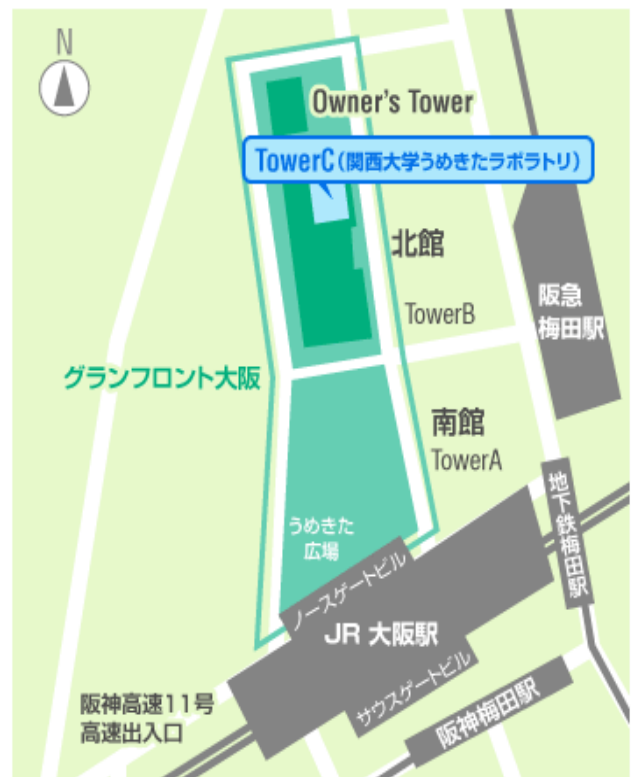 N
Owner's Tower
TowerC(関西大学うめきたラボラトリ)
北館
TowerB
阪急
梅田駅
グランフロント大阪
南館
TowerA
地下鉄梅田駅
うめきた
広場
ノースゲートビル
JR 大阪駅
サウスゲートビル
阪神梅田駅
阪神高速11号
高速出入口